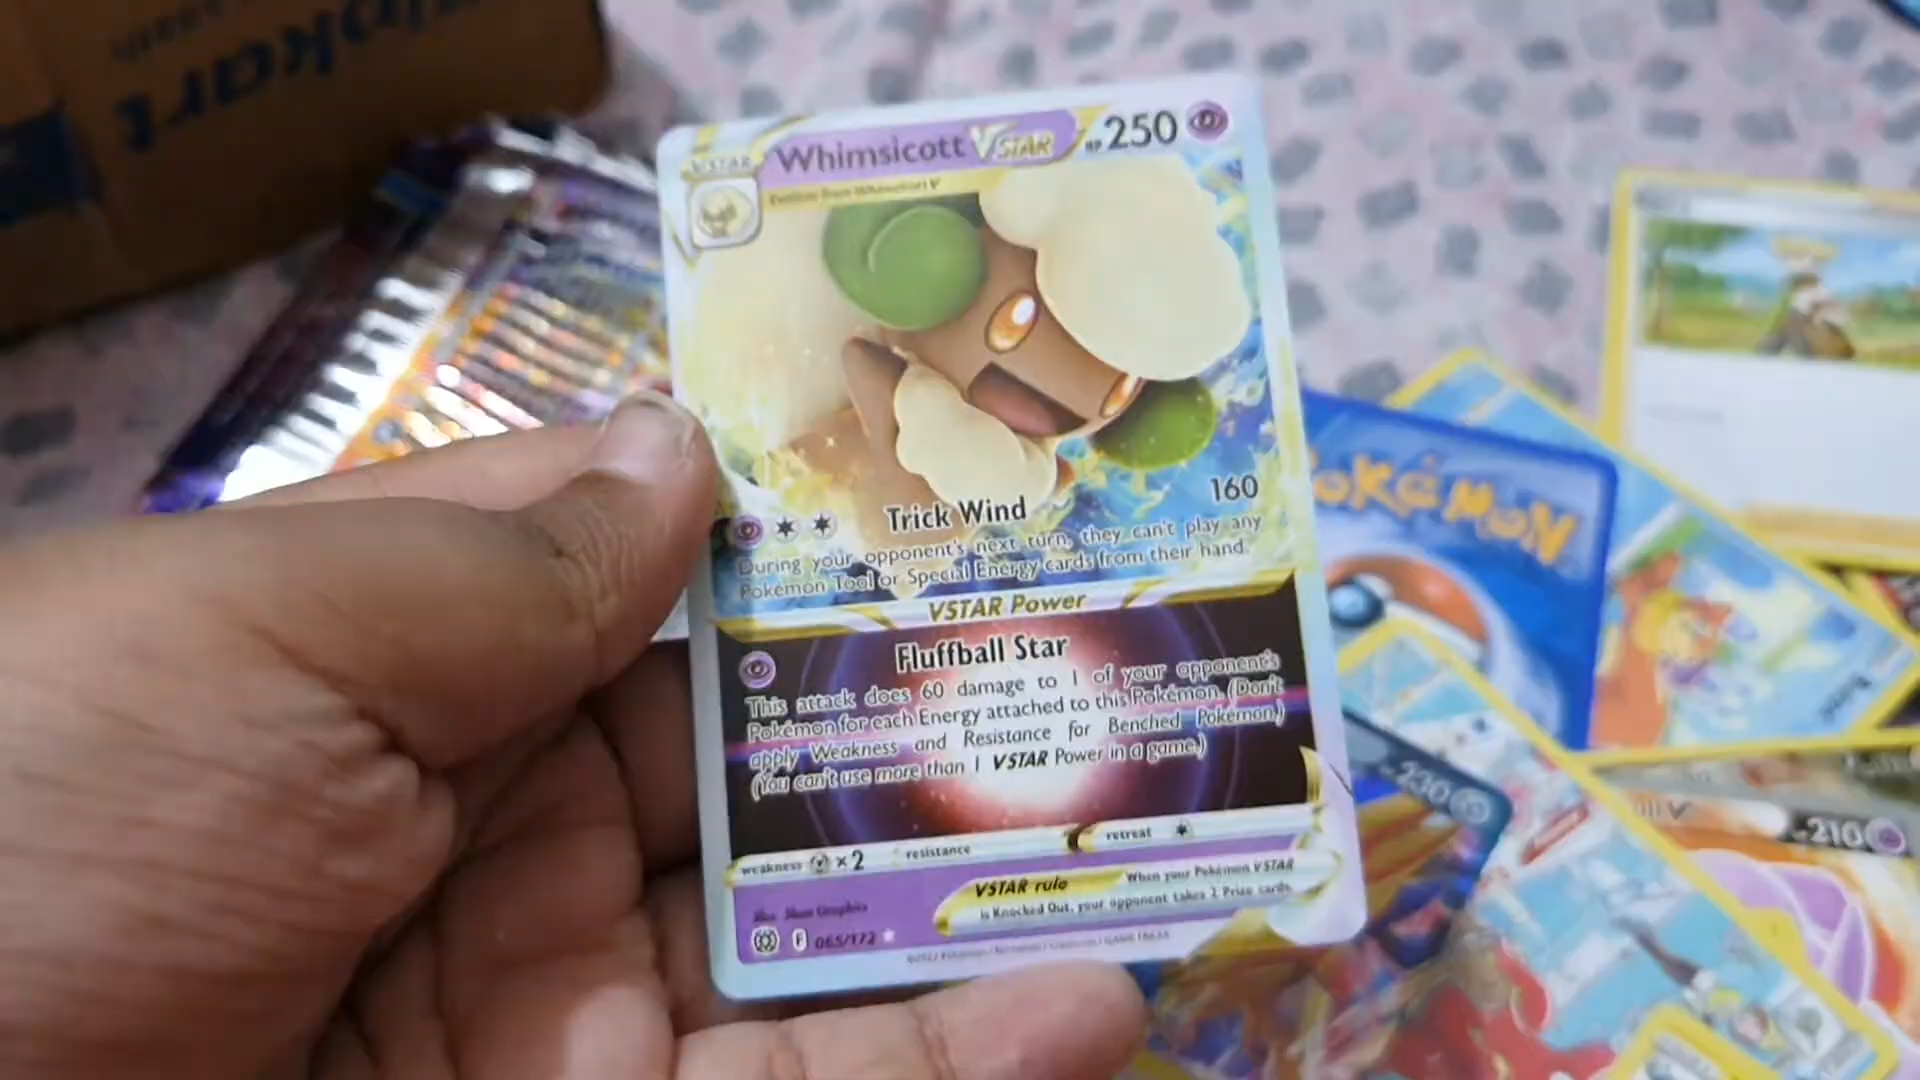 VSTAR Whimsicott VSTAR HP 250
Evolves from Whimsicott V
Trick Wind 160
During your opponent's next turn, they can't play any
Pokémon Tool or Special Energy cards from their hand.
VSTAR Power
Fluffball Star
This attack does 60 damage to 1 of your opponent's
Pokémon for each Energy attached to this Pokémon. (Don't
apply Weakness and Resistance for Benched Pokémon.)
(You can't use more than 1 VSTAR Power in a game.)
weakness x2 resistance retreat
VSTAR rule When your Pokémon VSTAR
is Knocked Out, your opponent takes 2 Prize cards.
F 065/172
POKéMON
230
210